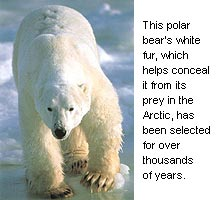 This polar
bear's white
fur, which
helps conceal
it from its
prey in the
Arctic, has
been selected
for over
thousands
of years.